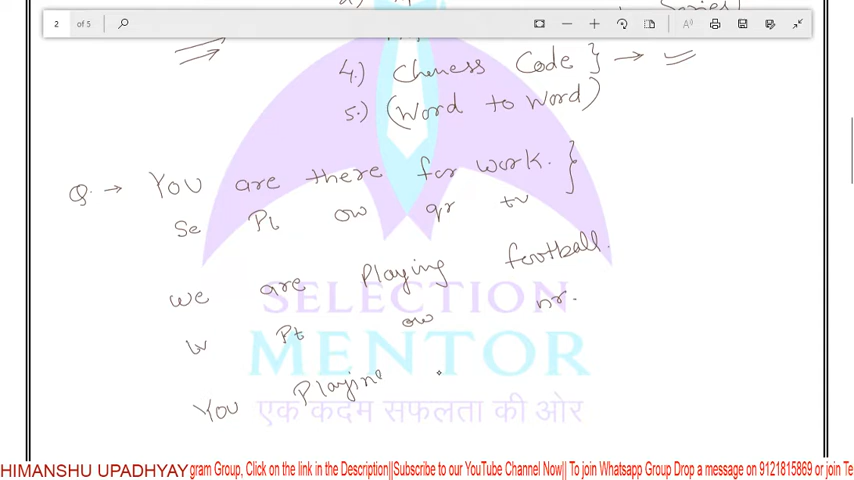 2 of 5
4.) Cheness Code } →
5.) (Word to Word)
Q. → You are there for work. }
Se Pt ow qr tv
we are Playing football.
lv Pt ow nr.
You Playing
SELECTION
MENTOR
एक कदम सफलता की ओर
HIMANSHU UPADHYAY gram Group, Click on the link in the Description||Subscribe to our YouTube Channel Now|| To join Whatsapp Group Drop a message on 9121815869 or join Te